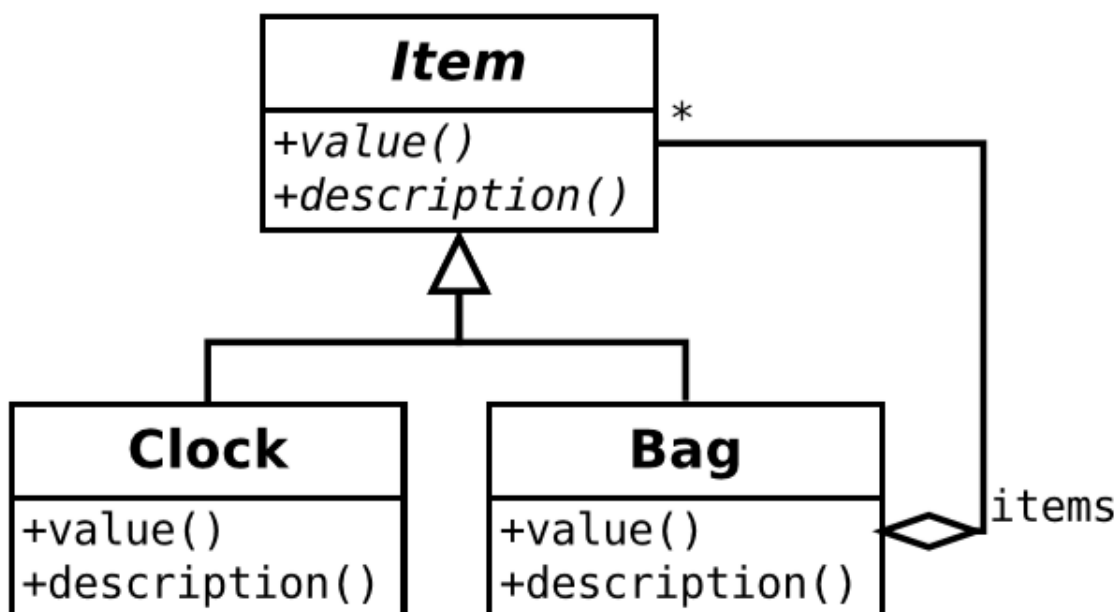 Item
*
+value()
+description()
Clock
+value()
+description()
Bag
+value()
+description()
items